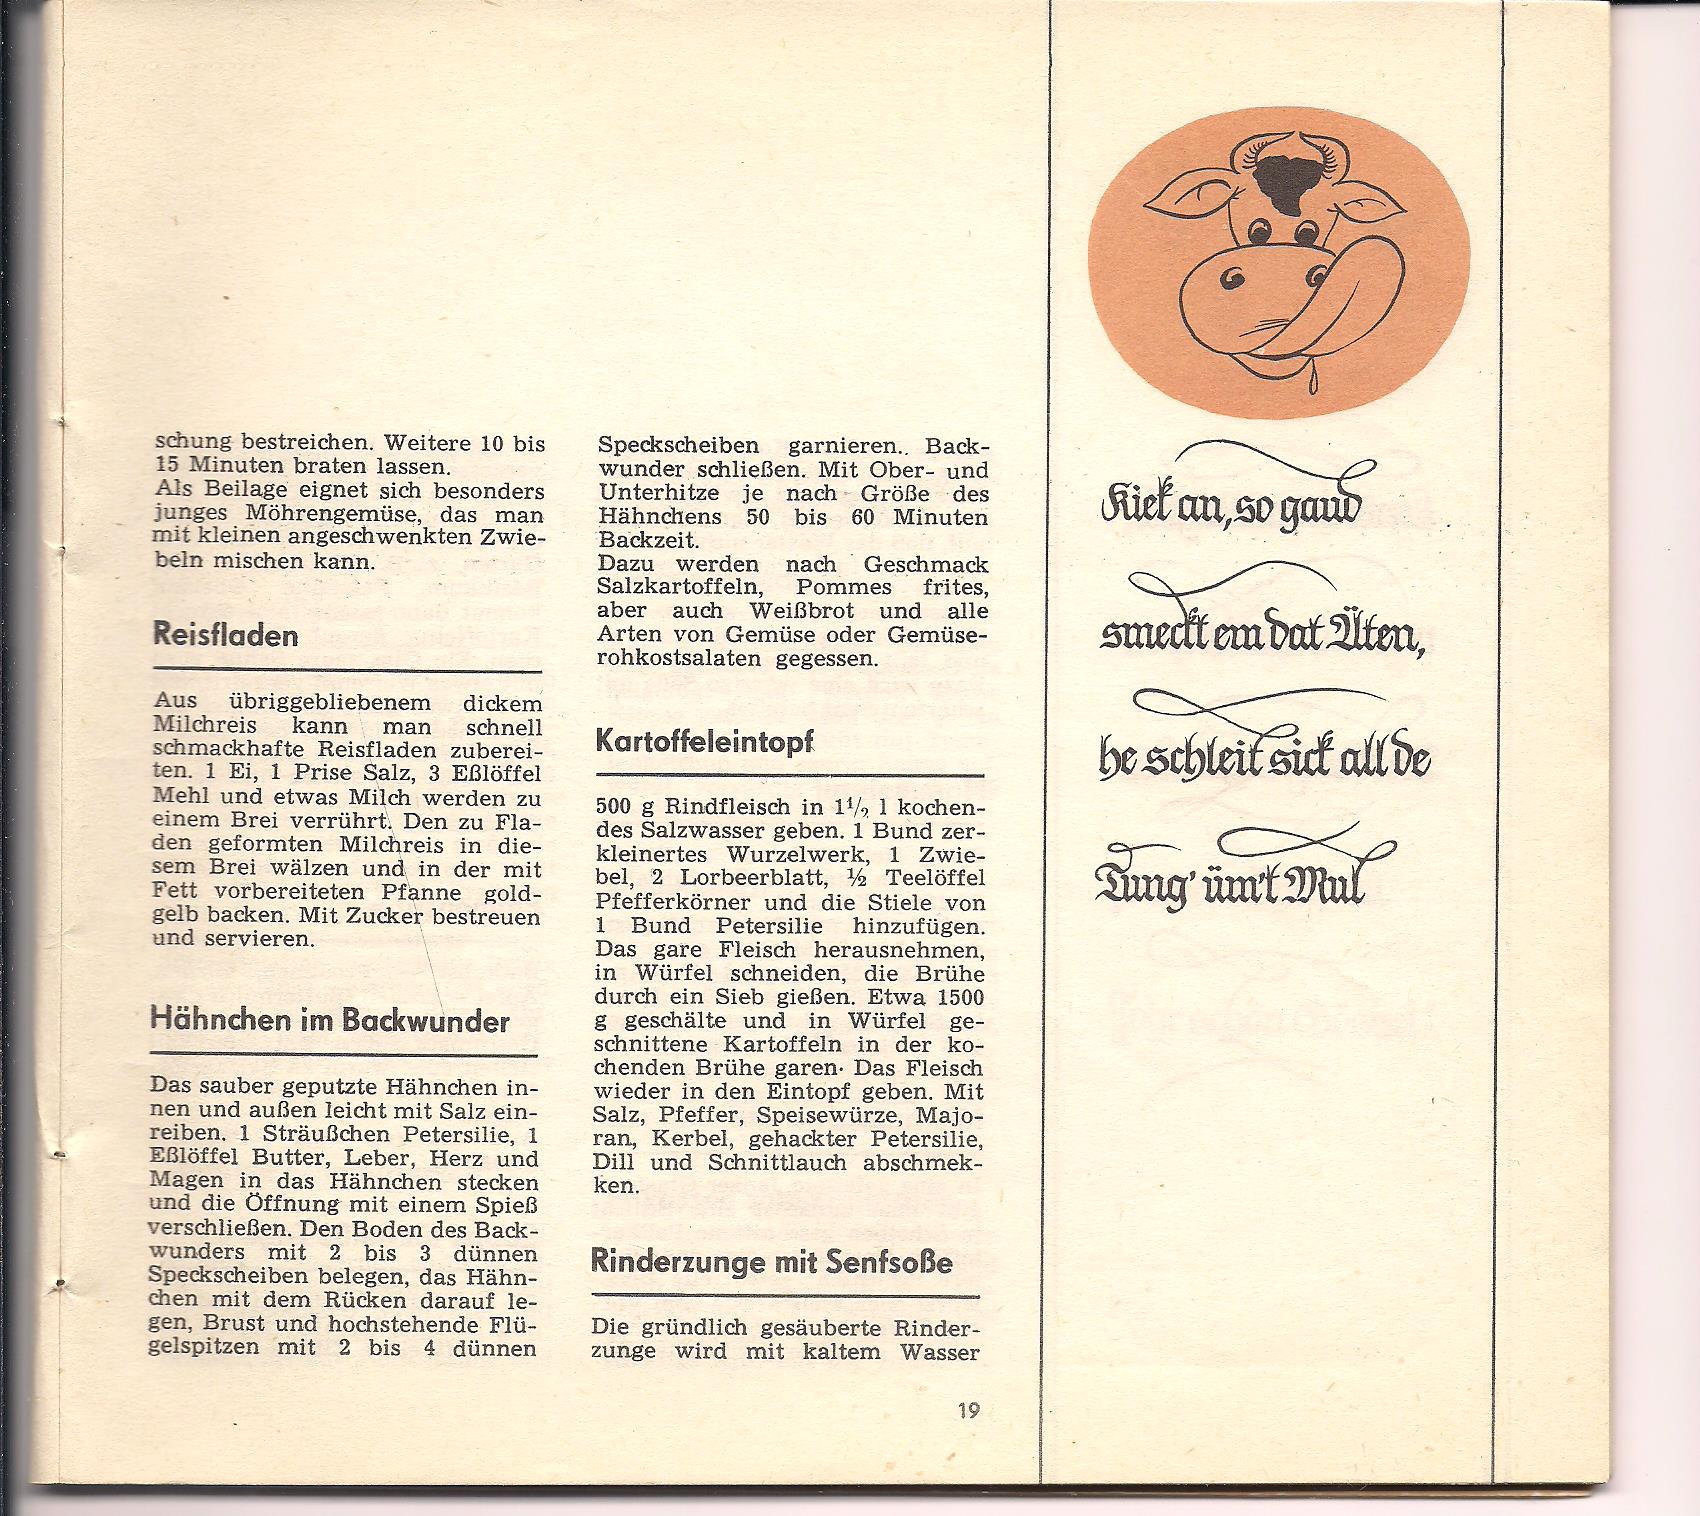 schung bestreichen. Weitere 10 bis
15 Minuten braten lassen.
Als Beilage eignet sich besonders
junges Möhrengemüse, das man
mit kleinen angeschwenkten Zwie-
beln mischen kann.
Reisfladen
Aus übriggebliebenem dickem
Milchreis kann man schnell
schmackhafte Reisfladen zuberei-
ten. 1 Ei, 1 Prise Salz, 3 Eßlöffel
Mehl und etwas Milch werden zu
einem Brei verrührt. Den zu Fla-
den geformten Milchreis in die-
sem Brei wälzen und in der mit
Fett vorbereiteten Pfanne gold-
gelb backen. Mit Zucker bestreuen
und servieren.
Hähnchen im Backwunder
Das sauber geputzte Hähnchen in-
nen und außen leicht mit Salz ein-
reiben. 1 Sträußchen Petersilie, 1
Eßlöffel Butter, Leber, Herz und
Magen in das Hähnchen stecken
und die Öffnung mit einem Spieß
verschließen. Den Boden des Back-
wunders mit 2 bis 3 dünnen
Speckscheiben belegen, das Hähn-
chen mit dem Rücken darauf le-
gen, Brust und hochstehende Flü-
gelspitzen mit 2 bis 4 dünnen
Speckscheiben garnieren.. Back-
wunder schließen. Mit Ober- und
Unterhitze je nach Größe des
Hähnchens 50 bis 60 Minuten
Backzeit.
Dazu werden nach Geschmack
Salzkartoffeln, Pommes frites,
aber auch Weißbrot und alle
Arten von Gemüse oder Gemüse-
rohkostsalaten gegessen.
Kartoffeleintopf
500 g Rindfleisch in 1½ l kochen-
des Salzwasser geben. 1 Bund zer-
kleinertes Wurzelwerk, 1 Zwie-
bel, 2 Lorbeerblatt, ½ Teelöffel
Pfefferkörner und die Stiele von
1 Bund Petersilie hinzufügen.
Das gare Fleisch herausnehmen,
in Würfel schneiden, die Brühe
durch ein Sieb gießen. Etwa 1500
g geschälte und in Würfel ge-
schnittene Kartoffeln in der ko-
chenden Brühe garen· Das Fleisch
wieder in den Eintopf geben. Mit
Salz, Pfeffer, Speisewürze, Majo-
ran, Kerbel, gehackter Petersilie,
Dill und Schnittlauch abschmek-
ken.
Rinderzunge mit Senfsoße
Die gründlich gesäuberte Rinder-
zunge wird mit kaltem Wasser
19
Kiek an, so gaud
smeckt em dat Äten,
he schleit sick all de
Tung' üm't Mul